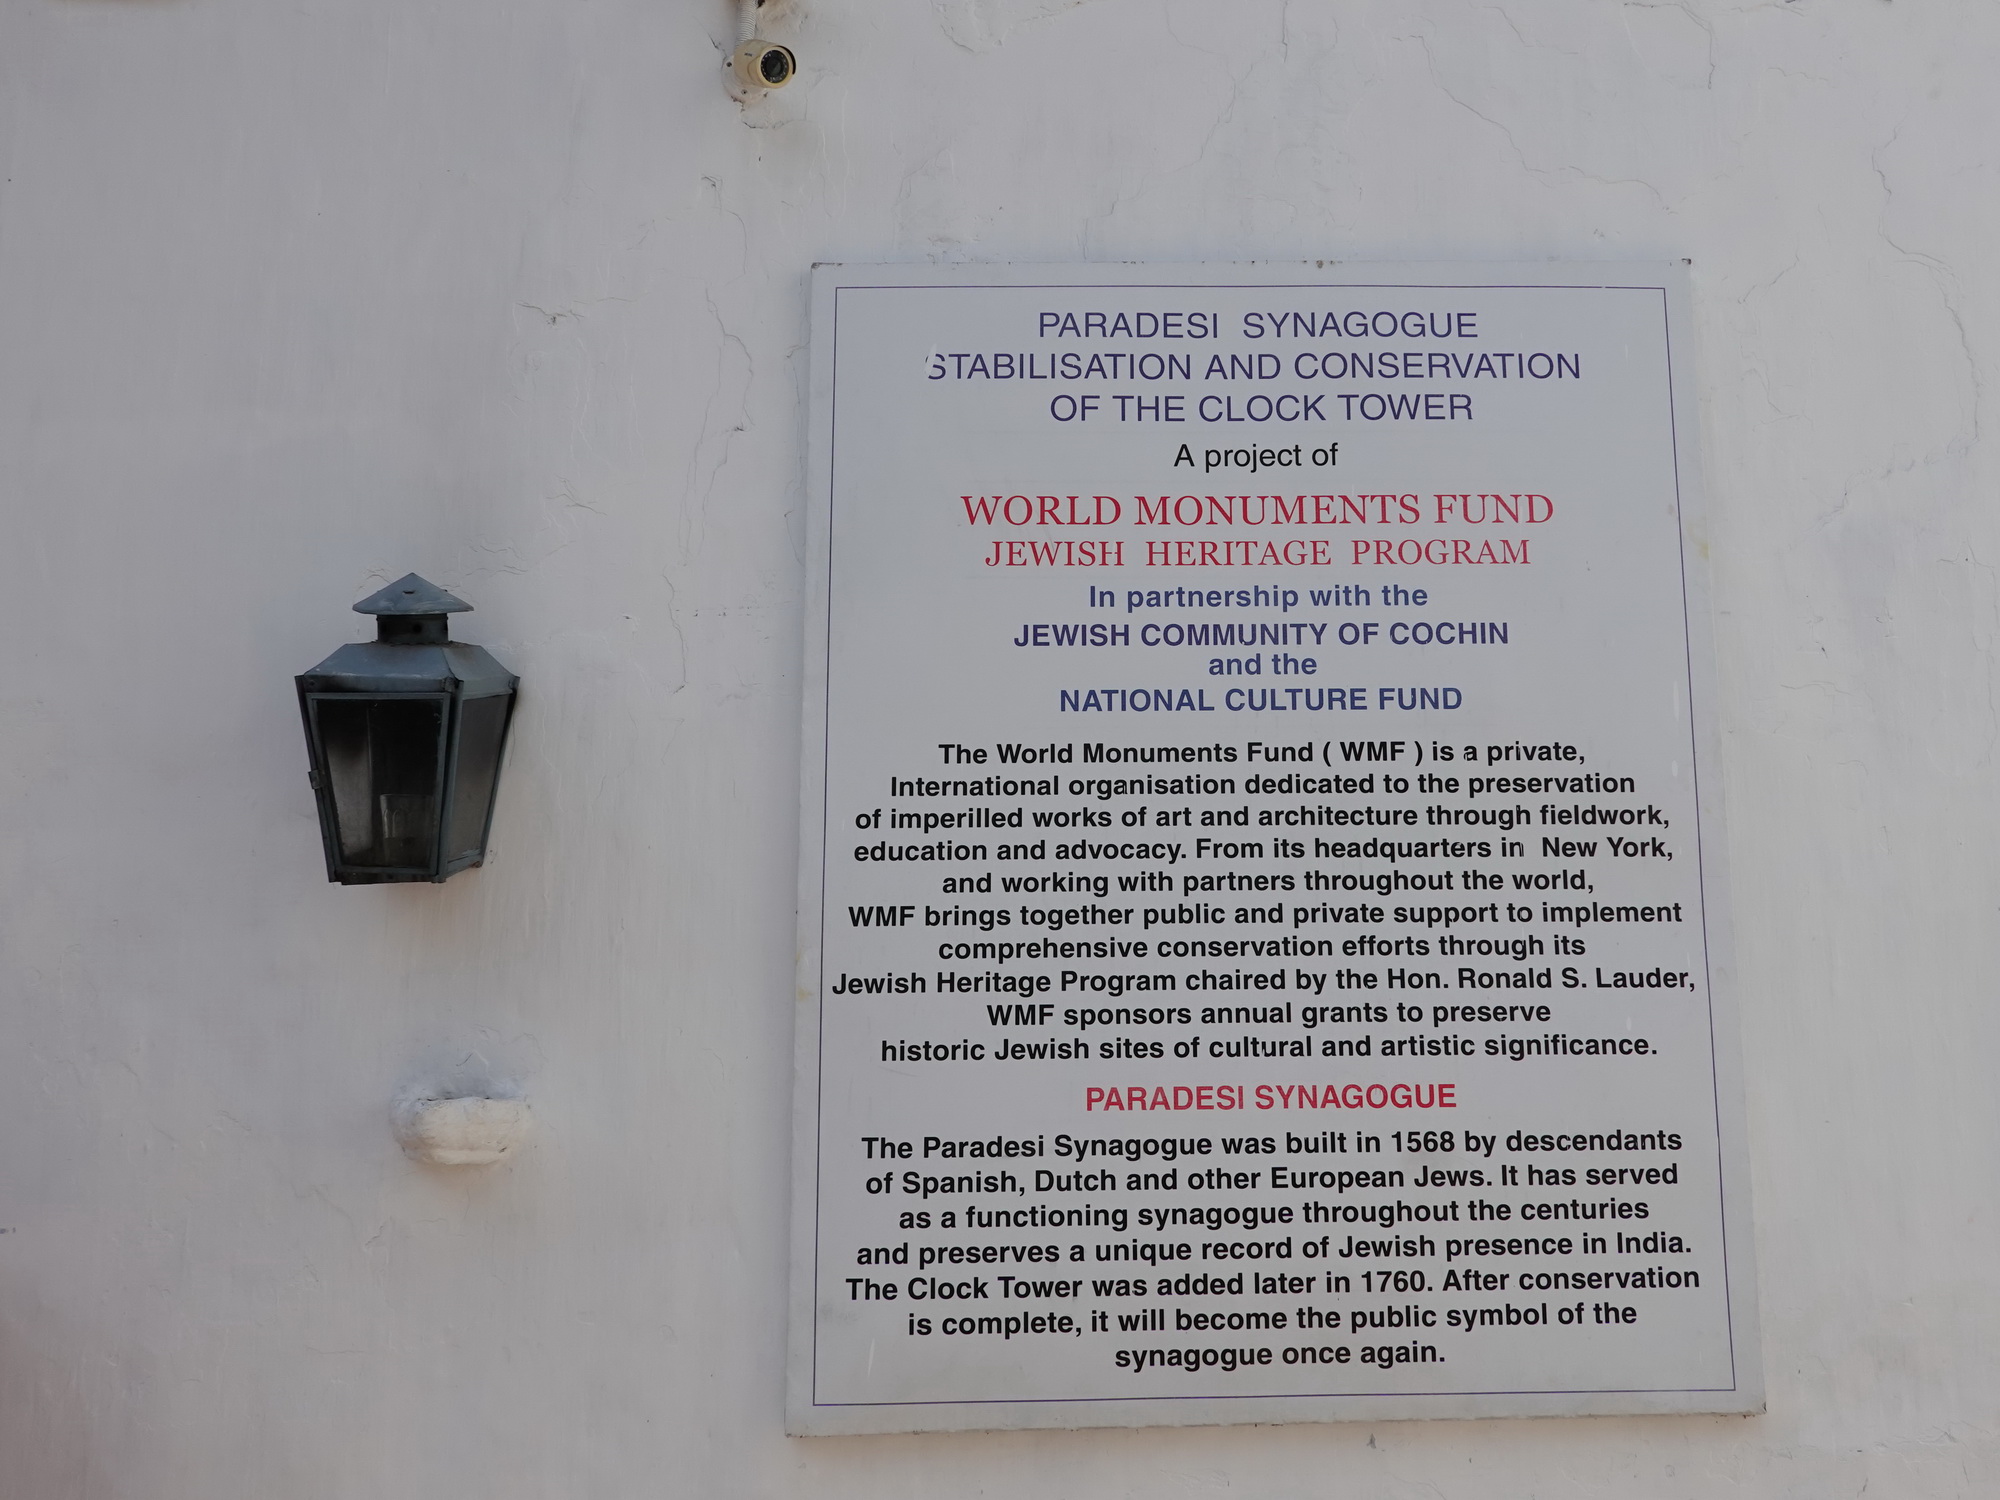 PARADESI SYNAGOGUE
STABILISATION AND CONSERVATION
OF THE CLOCK TOWER
A project of
WORLD MONUMENTS FUND
JEWISH HERITAGE PROGRAM
In partnership with the
JEWISH COMMUNITY OF COCHIN
and the
NATIONAL CULTURE FUND
The World Monuments Fund ( WMF ) is a private,
International organisation dedicated to the preservation
of imperilled works of art and architecture through fieldwork,
education and advocacy. From its headquarters in New York,
and working with partners throughout the world,
WMF brings together public and private support to implement
comprehensive conservation efforts through its
Jewish Heritage Program chaired by the Hon. Ronald S. Lauder,
WMF sponsors annual grants to preserve
historic Jewish sites of cultural and artistic significance.
PARADESI SYNAGOGUE
The Paradesi Synagogue was built in 1568 by descendants
of Spanish, Dutch and other European Jews. It has served
as a functioning synagogue throughout the centuries
and preserves a unique record of Jewish presence in India.
The Clock Tower was added later in 1760. After conservation
is complete, it will become the public symbol of the
synagogue once again.